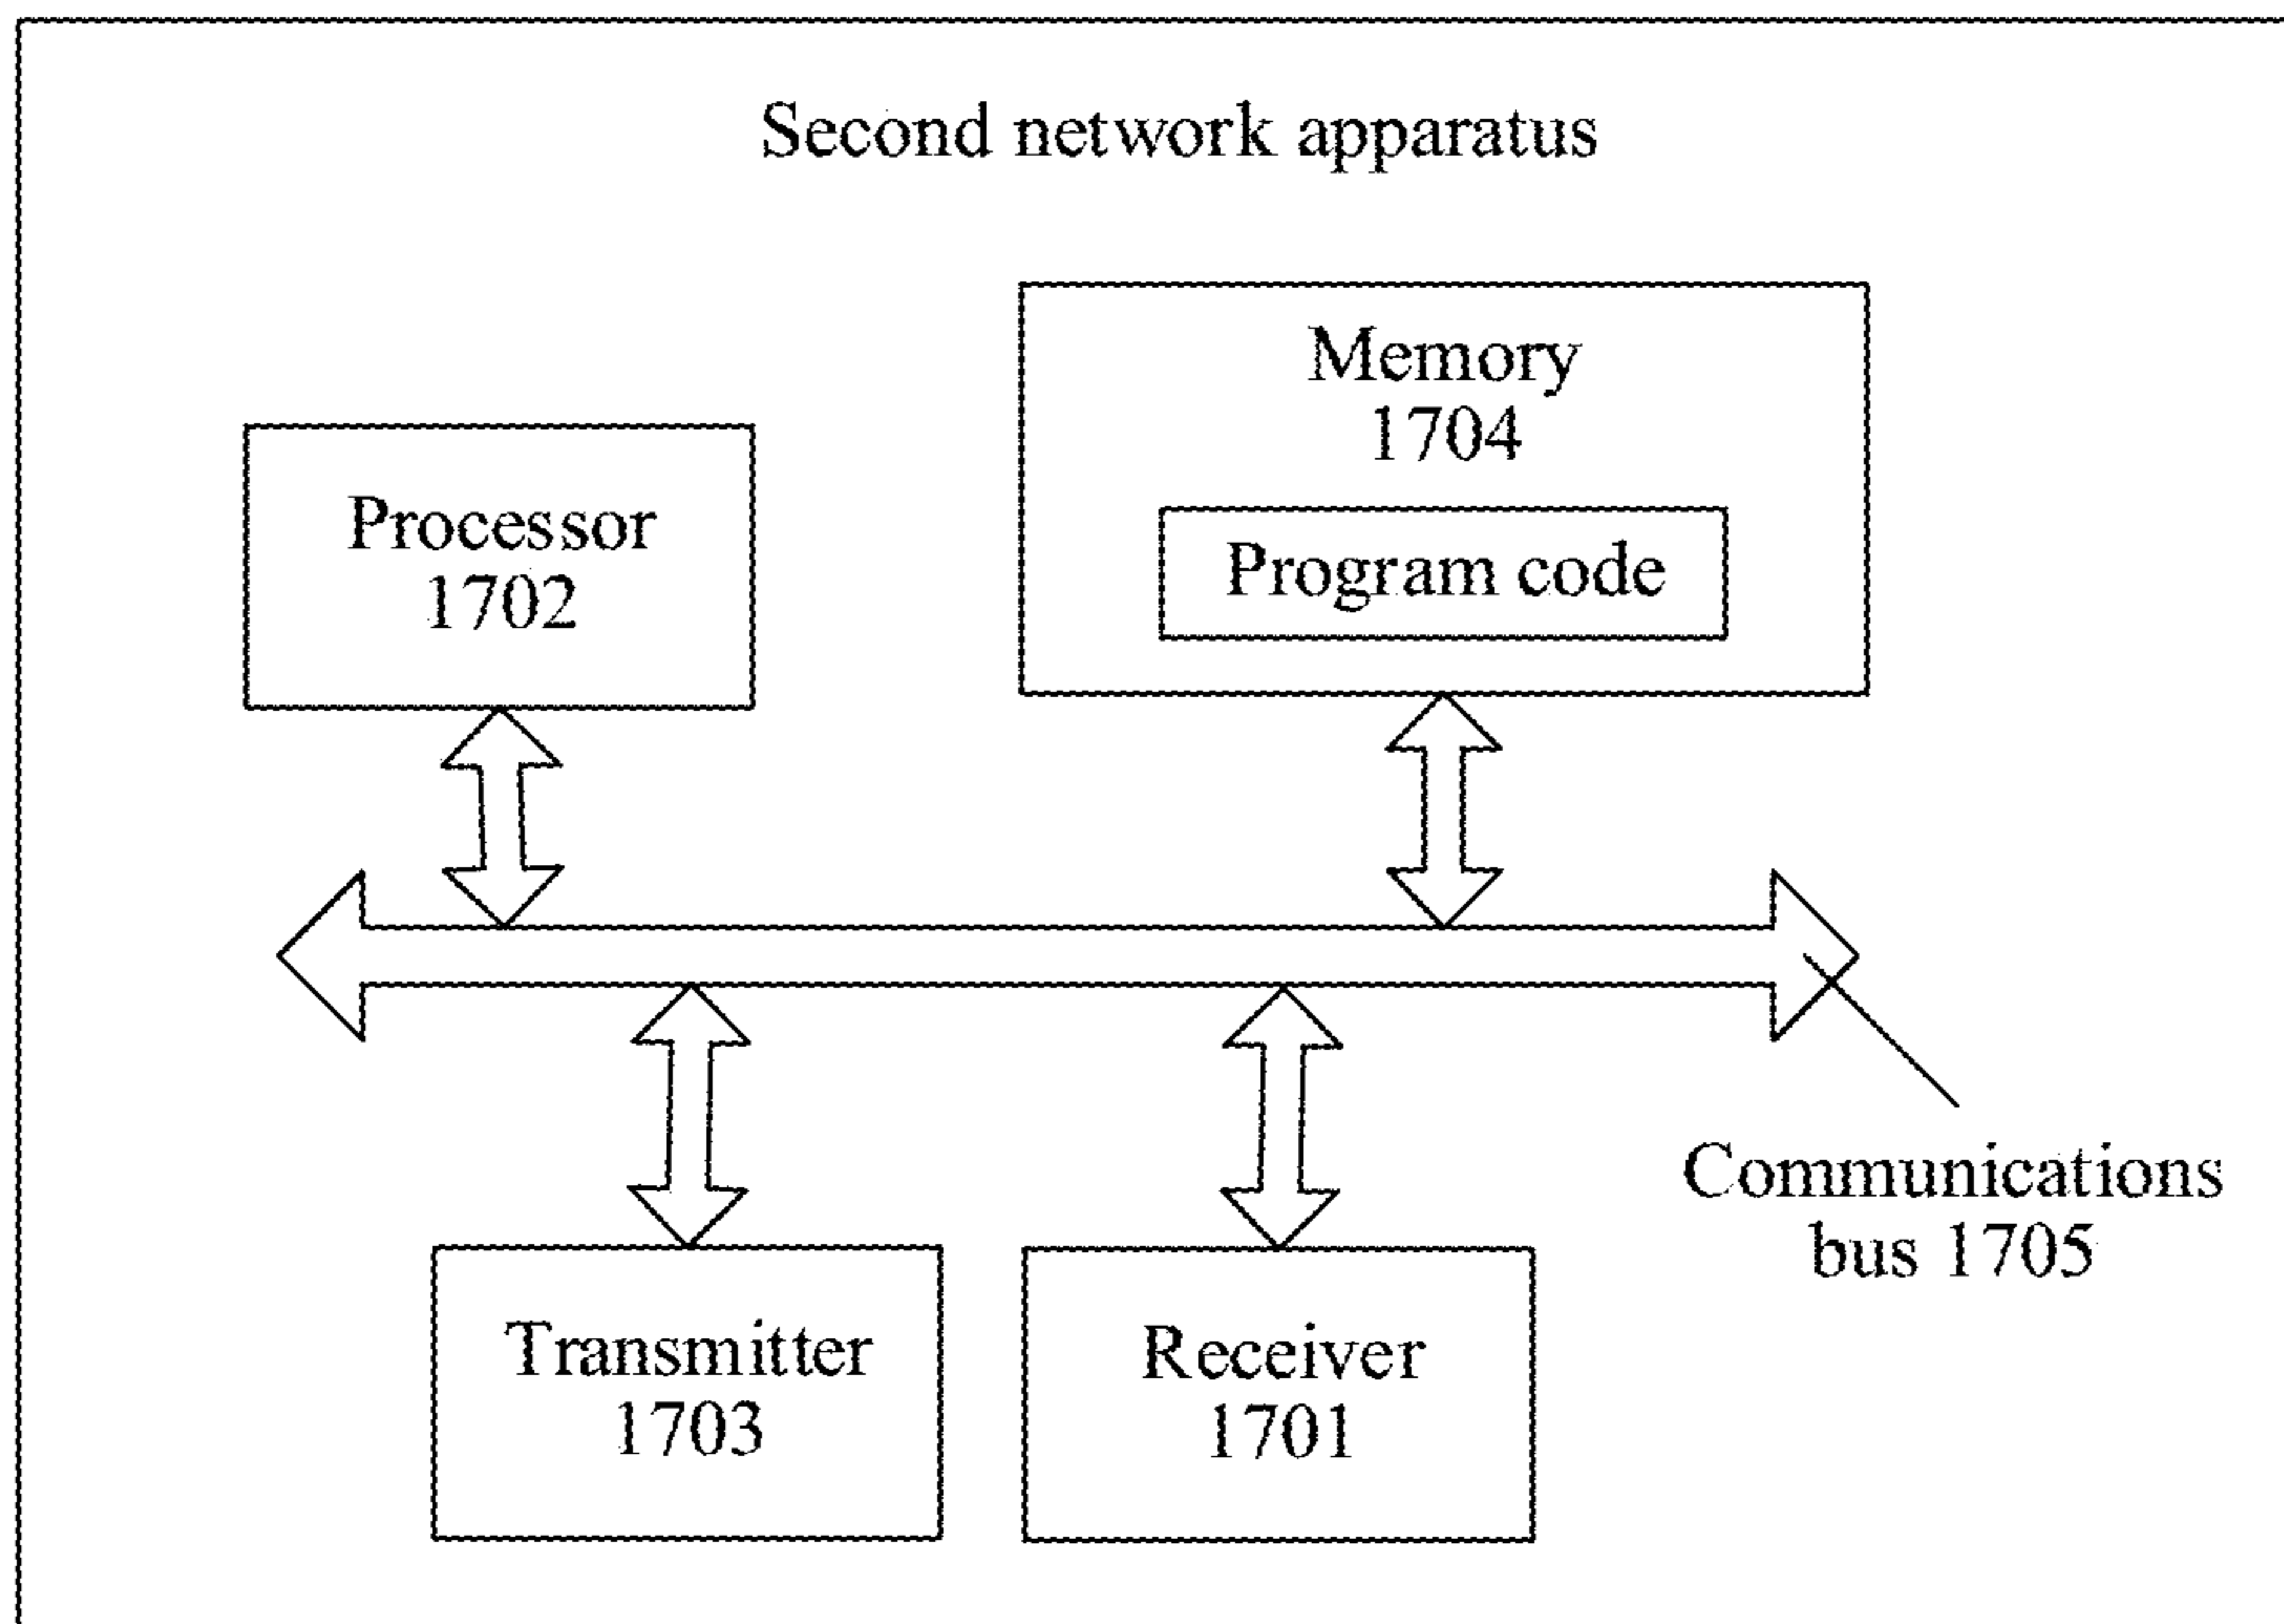 Second network apparatus
Memory
1704
Program code
Processor
1702
Communications
bus 1705
Transmitter
1703
Receiver
1701